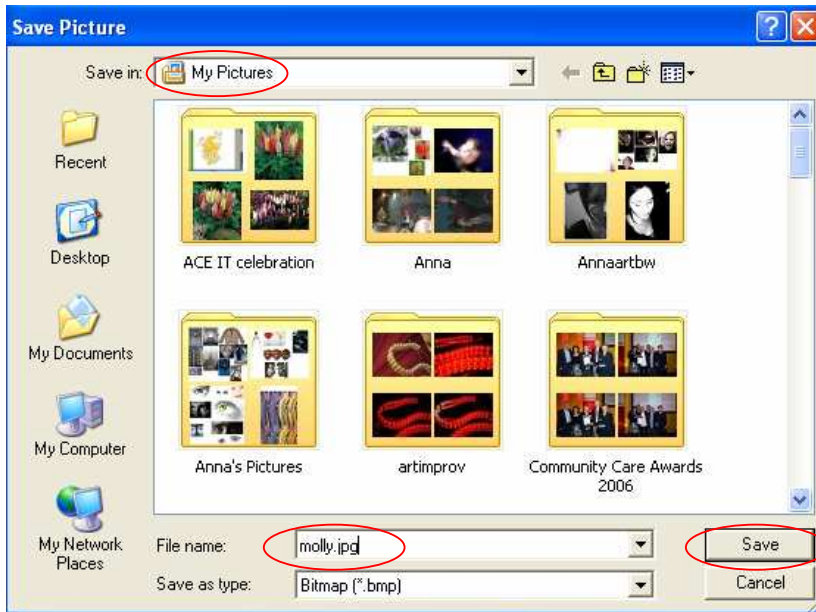 Save Picture
Save in: My Pictures
Recent
Desktop
My Documents
My Computer
My Network
Places
ACE IT celebration
Anna
Annaartbw
Anna's Pictures
artimprov
Community Care Awards
2006
File name: molly.jpg
Save
Save as type: Bitmap (*.bmp)
Cancel